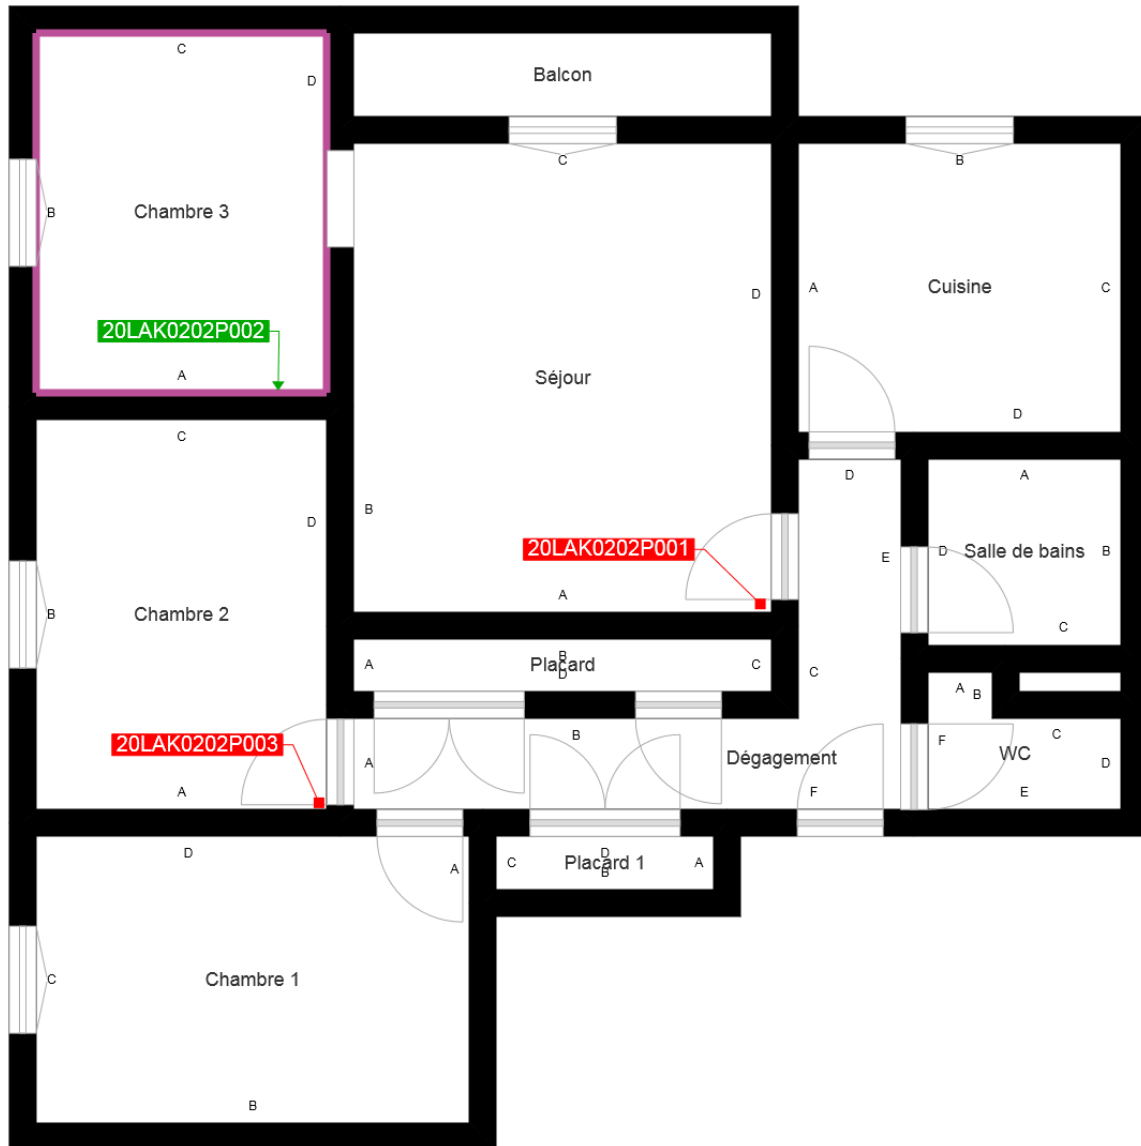 C
D
Balcon
C
B
B
Chambre 3
A
C
Cuisine
D
20LAK0202P002
A
Séjour
D
C
D
A
B
D
20LAK0202P001
E
D
Salle de bains
B
A
B
Chambre 2
C
A
B
Placard
C
D
C
A
B
B
C
20LAK0202P003
F
WC
A
Dégagement
D
A
F
E
D
A
C
D
Placard 1
A
B
C
Chambre 1
B